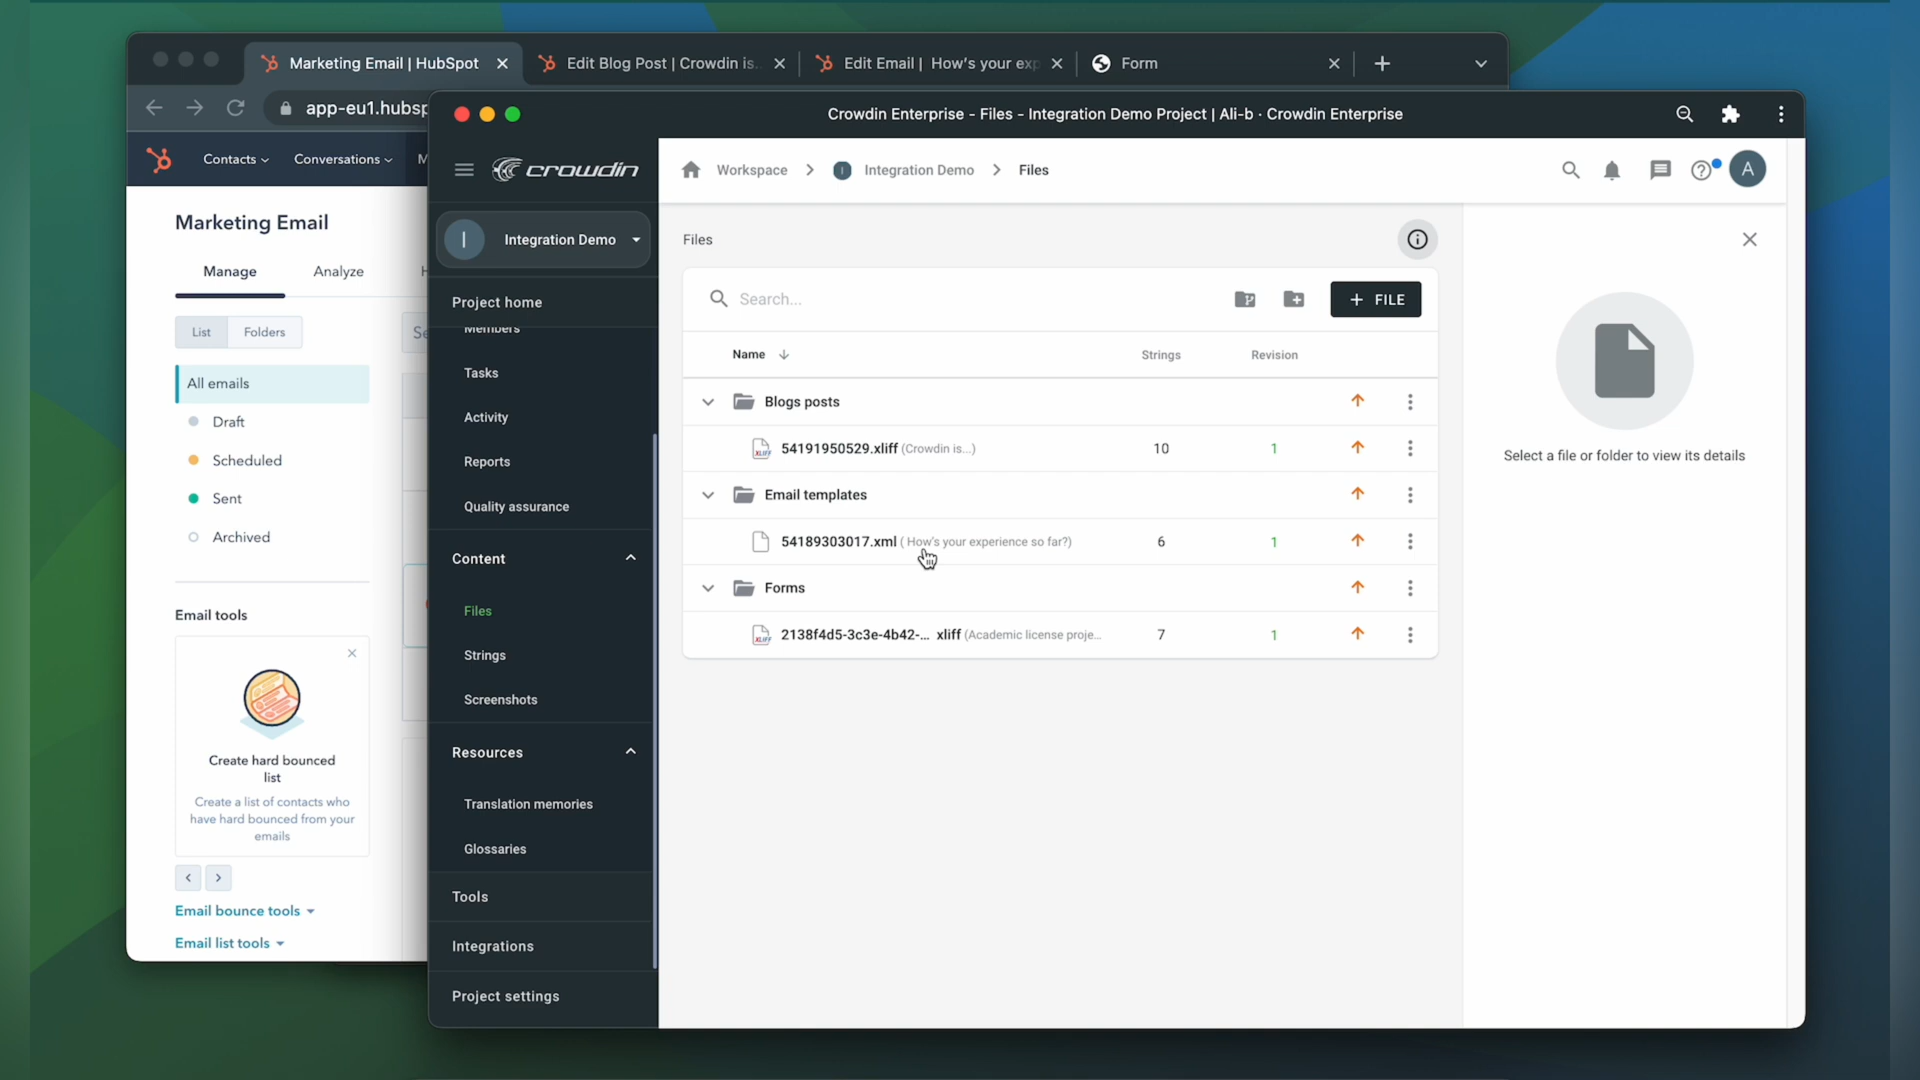 Marketing Email | HubSpot
Edit Blog Post | Crowdin is
Edit Email | How's your exp
Form
app-eu1.hubsp
Crowdin Enterprise - Files - Integration Demo Project | Ali-b · Crowdin Enterprise
Contacts
Conversations
M
crowdin
Workspace
Integration Demo
Files
A
Marketing Email
Manage
Analyze
H
List
Folders
Se
All emails
Draft
Scheduled
Sent
Archived
Email tools
Create hard bounced
list
Create a list of contacts who
have hard bounced from your
emails
Email bounce tools
Email list tools
I
Integration Demo
Project home
Members
Tasks
Activity
Reports
Quality assurance
Content
Files
Strings
Screenshots
Resources
Translation memories
Glossaries
Tools
Integrations
Project settings
Files
Search...
+ FILE
Name
Strings
Revision
Blogs posts
54191950529.xliff (Crowdin is...) 10 1
Email templates
54189303017.xml ( How's your experience so far?) 6 1
Forms
2138f4d5-3c3e-4b42-... xliff (Academic license proje... 7 1
Select a file or folder to view its details